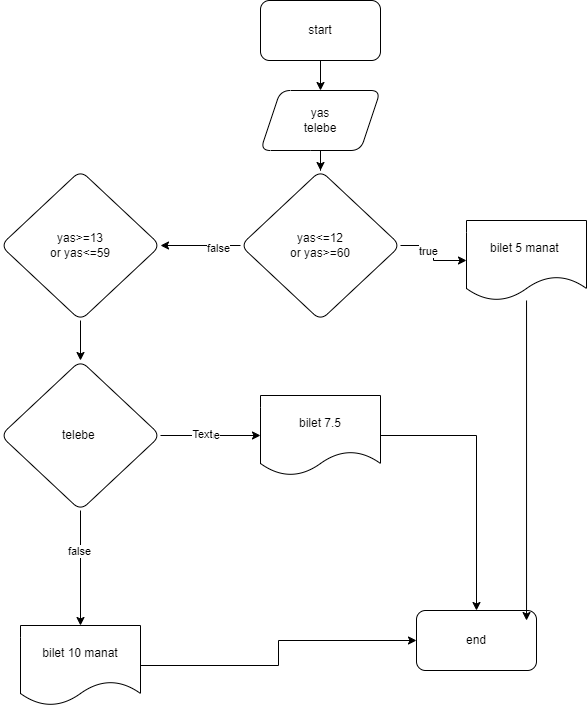 start
yas
telebe
yas<=12
or yas>=60
false
true
bilet 5 manat
yas>=13
or yas<=59
telebe
bilet 7.5
false
bilet 10 manat
end